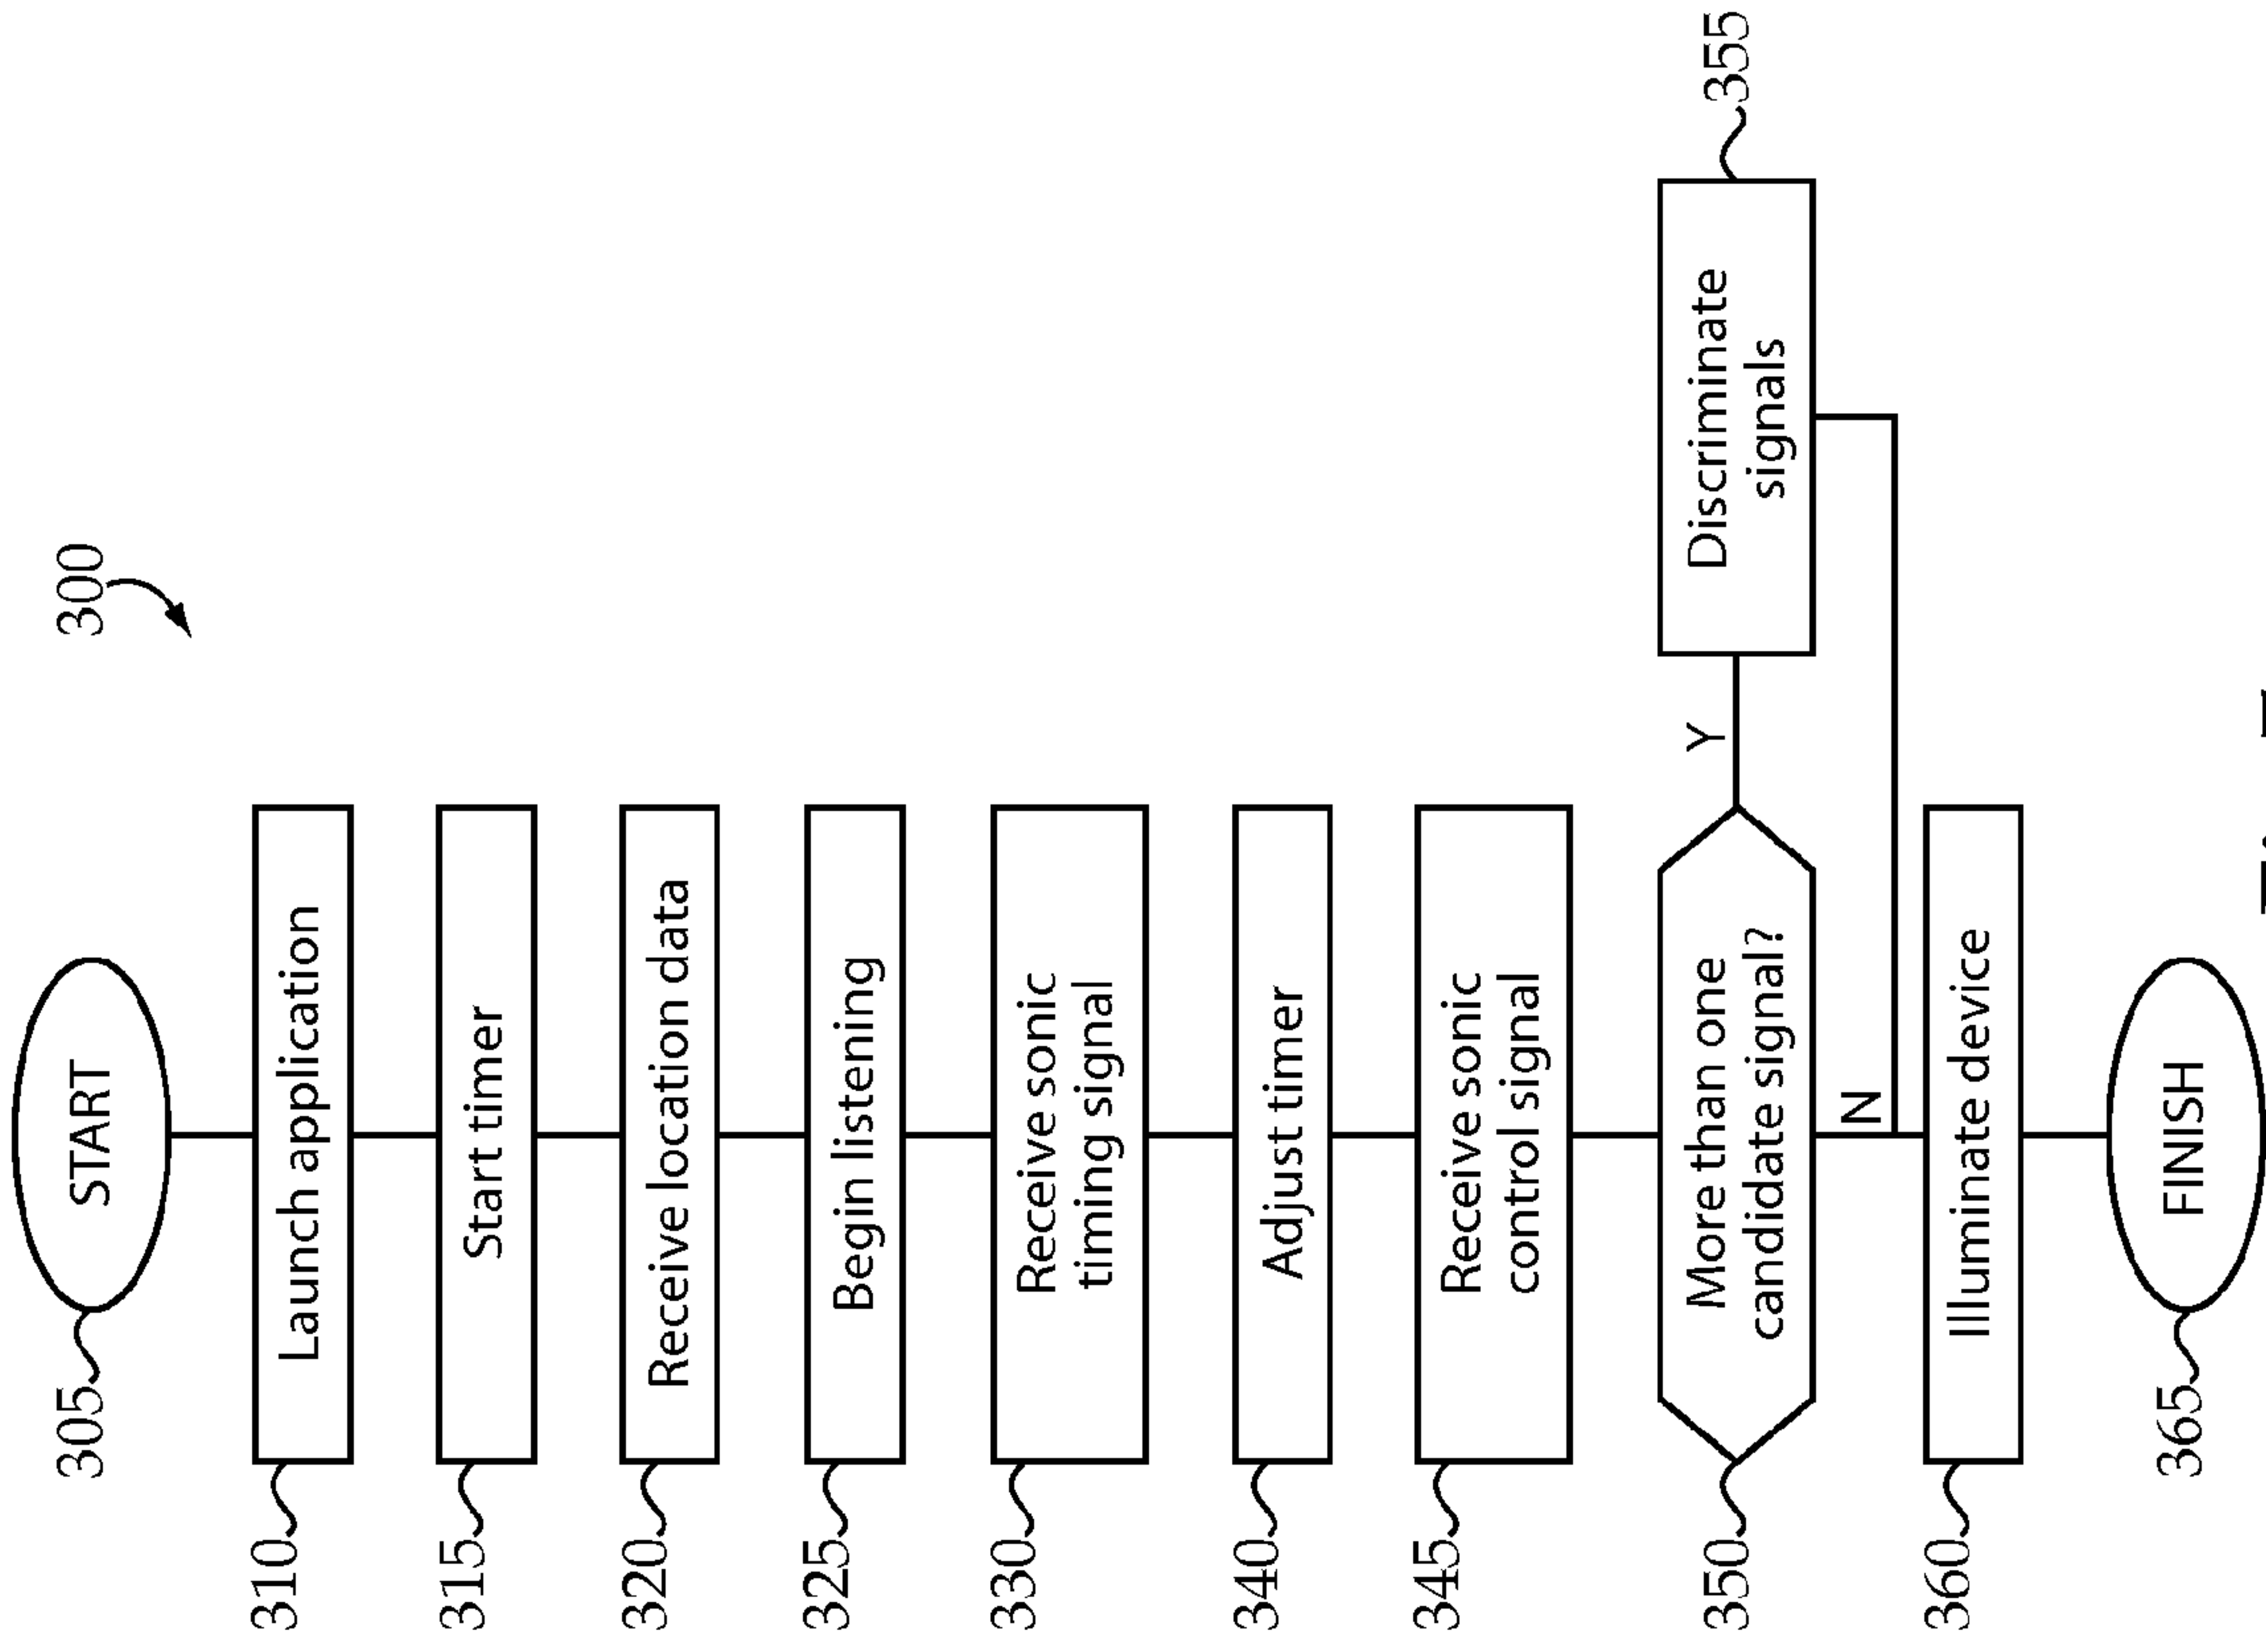 300
305
START
310
Launch application
315
Start timer
320
Receive location data
325
Begin listening
330
Receive sonic
timing signal
340
Adjust timer
345
Receive sonic
control signal
350
More than one
candidate signal?
Y
Discriminate
signals
355
N
360
Illuminate device
365
FINISH